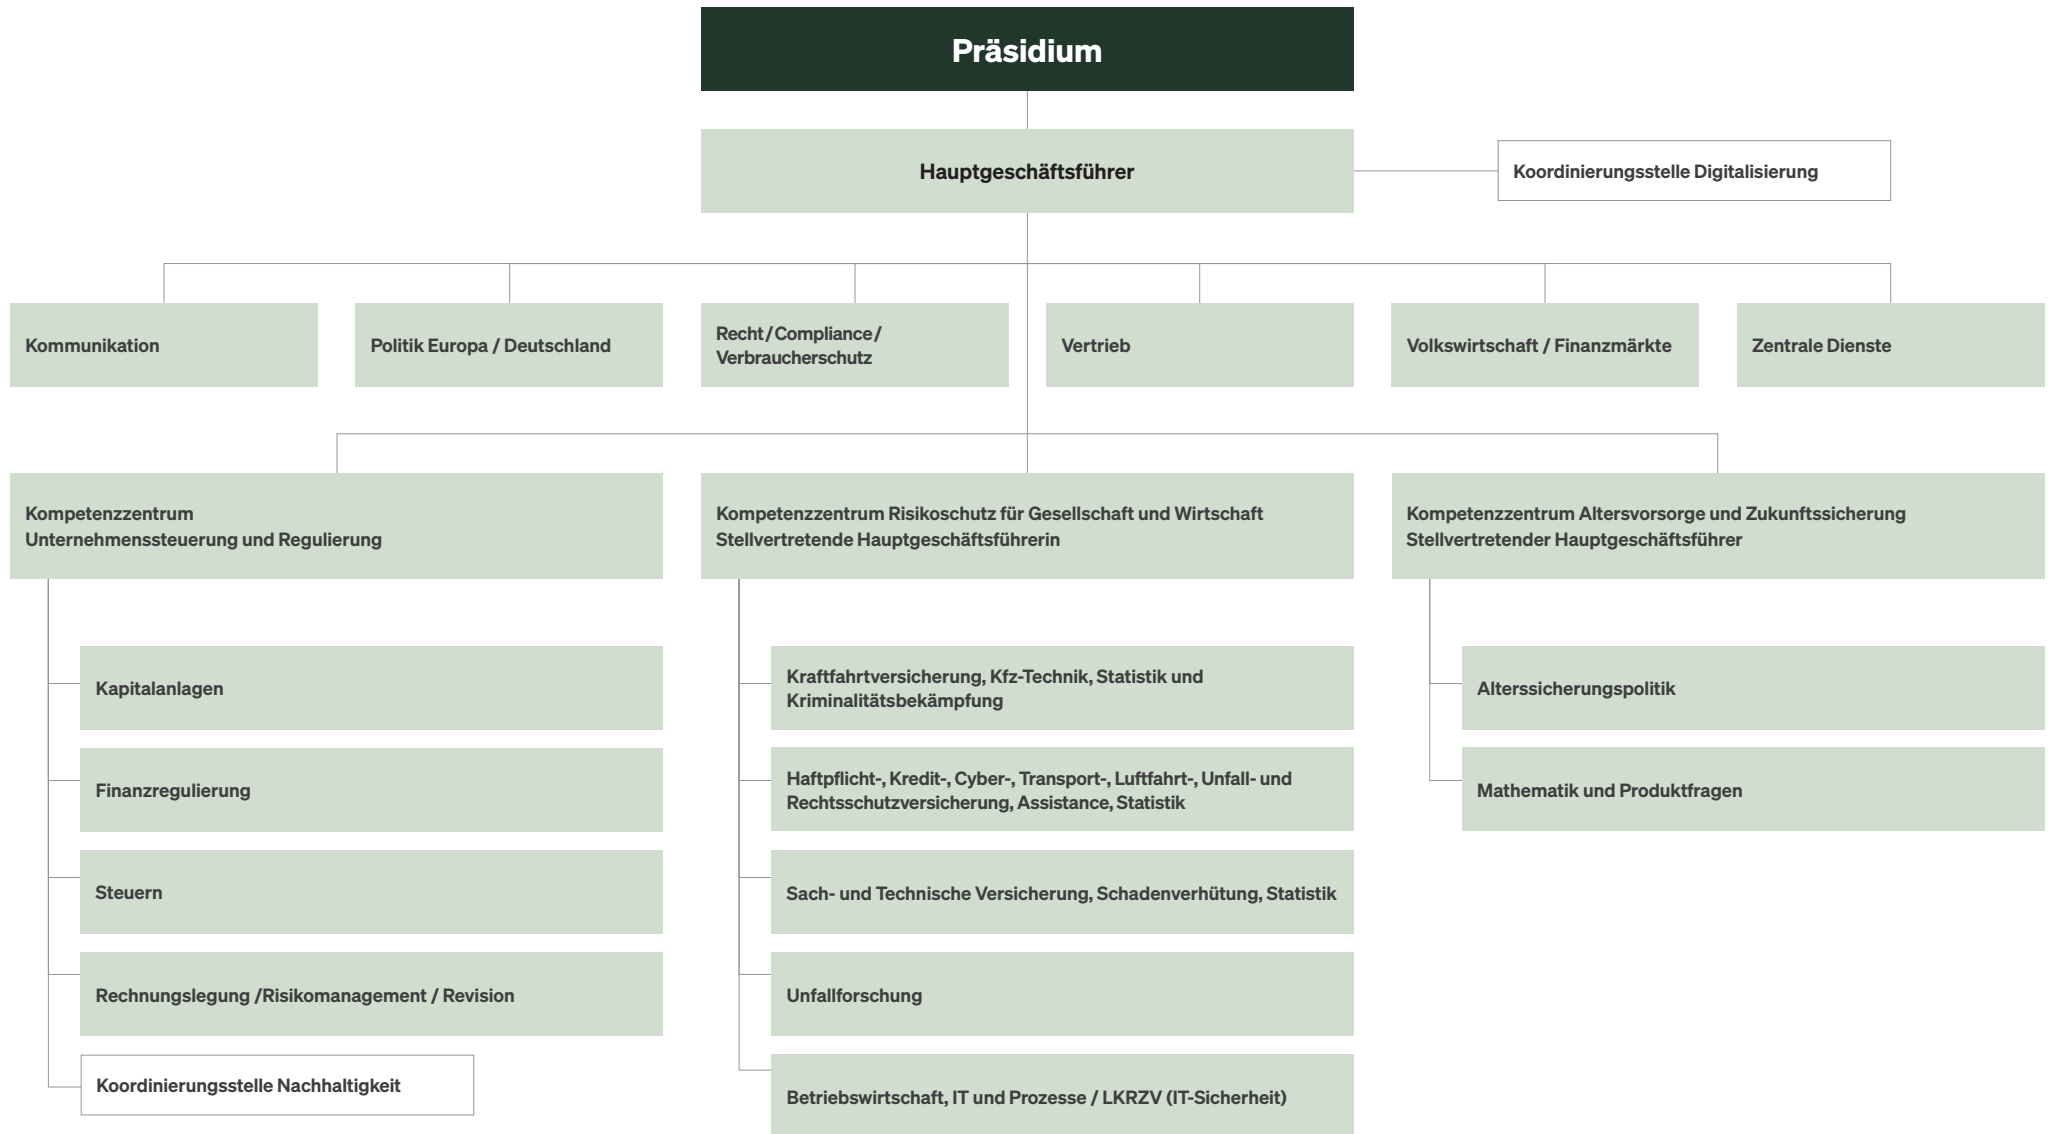 Präsidium
Hauptgeschäftsführer
Koordinierungsstelle Digitalisierung
Kommunikation
Politik Europa / Deutschland
Recht / Compliance /
Verbraucherschutz
Vertrieb
Volkswirtschaft / Finanzmärkte
Zentrale Dienste
Kompetenzzentrum
Unternehmenssteuerung und Regulierung
Kapitalanlagen
Finanzregulierung
Steuern
Rechnungslegung /Risikomanagement / Revision
Koordinierungsstelle Nachhaltigkeit
Kompetenzzentrum Risikoschutz für Gesellschaft und Wirtschaft
Stellvertretende Hauptgeschäftsführerin
Kraftfahrtversicherung, Kfz-Technik, Statistik und
Kriminalitätsbekämpfung
Haftpflicht-, Kredit-, Cyber-, Transport-, Luftfahrt-, Unfall- und
Rechtsschutzversicherung, Assistance, Statistik
Sach- und Technische Versicherung, Schadenverhütung, Statistik
Unfallforschung
Betriebswirtschaft, IT und Prozesse / LKRZV (IT-Sicherheit)
Kompetenzzentrum Altersvorsorge und Zukunftssicherung
Stellvertretender Hauptgeschäftsführer
Alterssicherungspolitik
Mathematik und Produktfragen